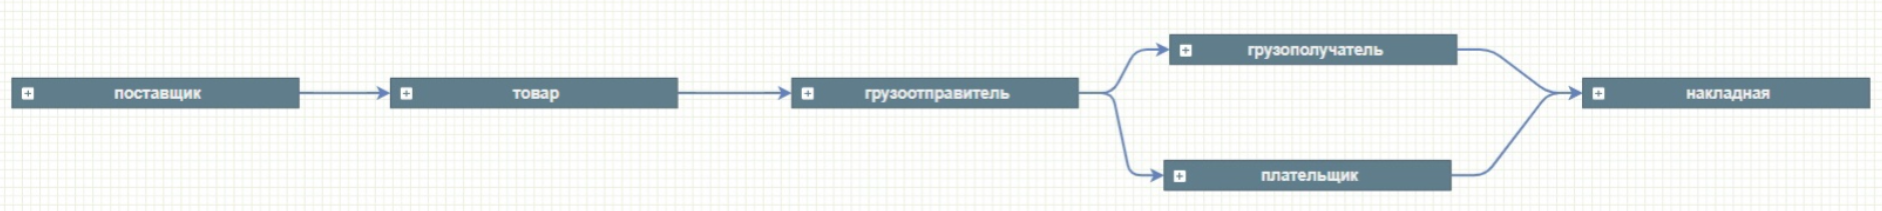 поставщик
товар
грузоотправитель
грузополучатель
плательщик
накладная